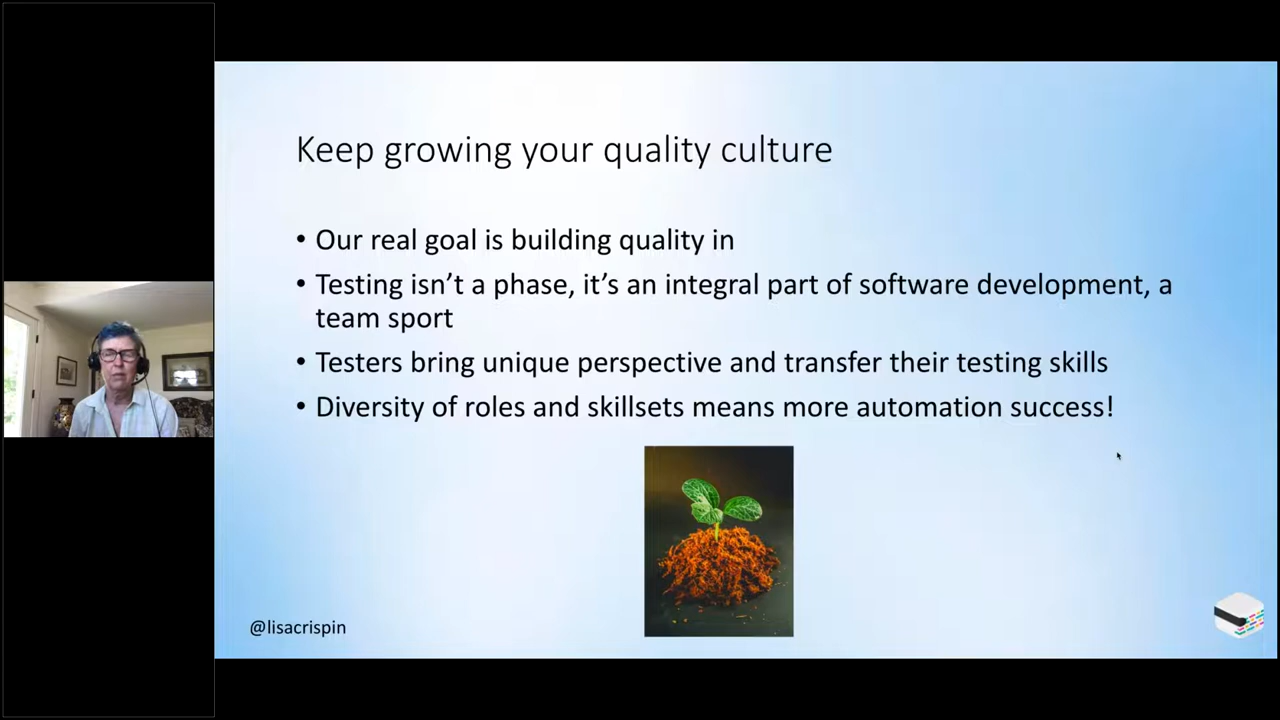 Keep growing your quality culture
• Our real goal is building quality in
• Testing isn’t a phase, it’s an integral part of software development, a
team sport
• Testers bring unique perspective and transfer their testing skills
• Diversity of roles and skillsets means more automation success!
@lisacrispin